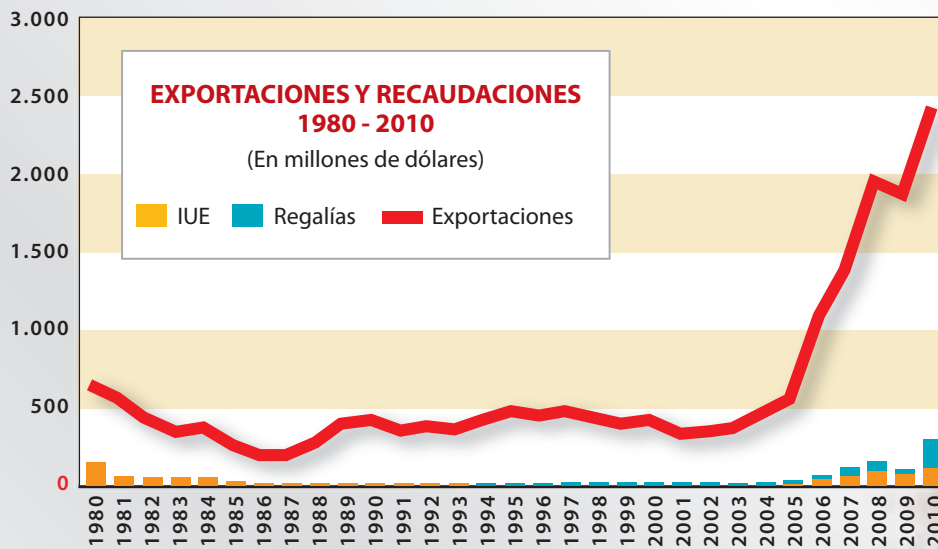 3.000
2.500
2.000
1.500
1.000
500
0
EXPORTACIONES Y RECAUDACIONES
1980 - 2010
(En millones de dólares)
IUE Regalías Exportaciones
1980 1981 1982 1983 1984 1985 1986 1987 1988 1989 1990 1991 1992 1993 1994 1995 1996 1997 1998 1999 2000 2001 2002 2003 2004 2005 2006 2007 2008 2009 2010